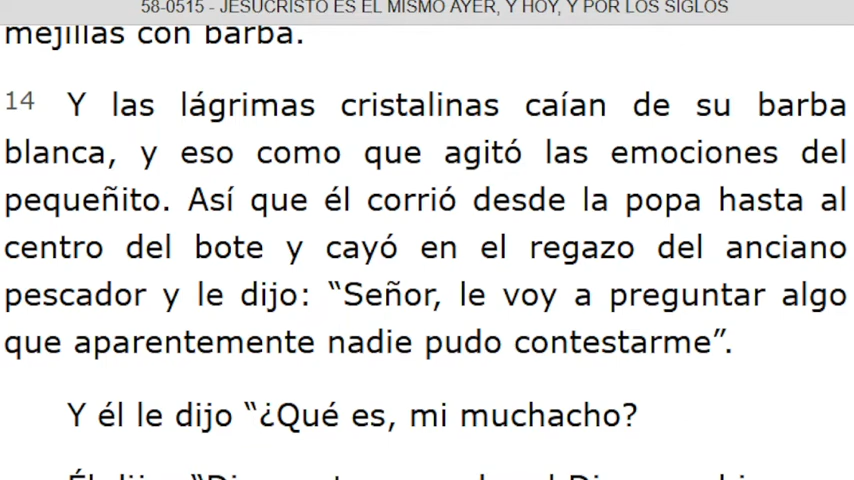 58-0515 - JESUCRISTO ES EL MISMO AYER, Y HOY, Y POR LOS SIGLOS
mejillas con barba.
14 Y las lágrimas cristalinas caían de su barba
blanca, y eso como que agitó las emociones del
pequeñito. Así que él corrió desde la popa hasta al
centro del bote y cayó en el regazo del anciano
pescador y le dijo: “Señor, le voy a preguntar algo
que aparentemente nadie pudo contestarme”.
Y él le dijo “¿Qué es, mi muchacho?